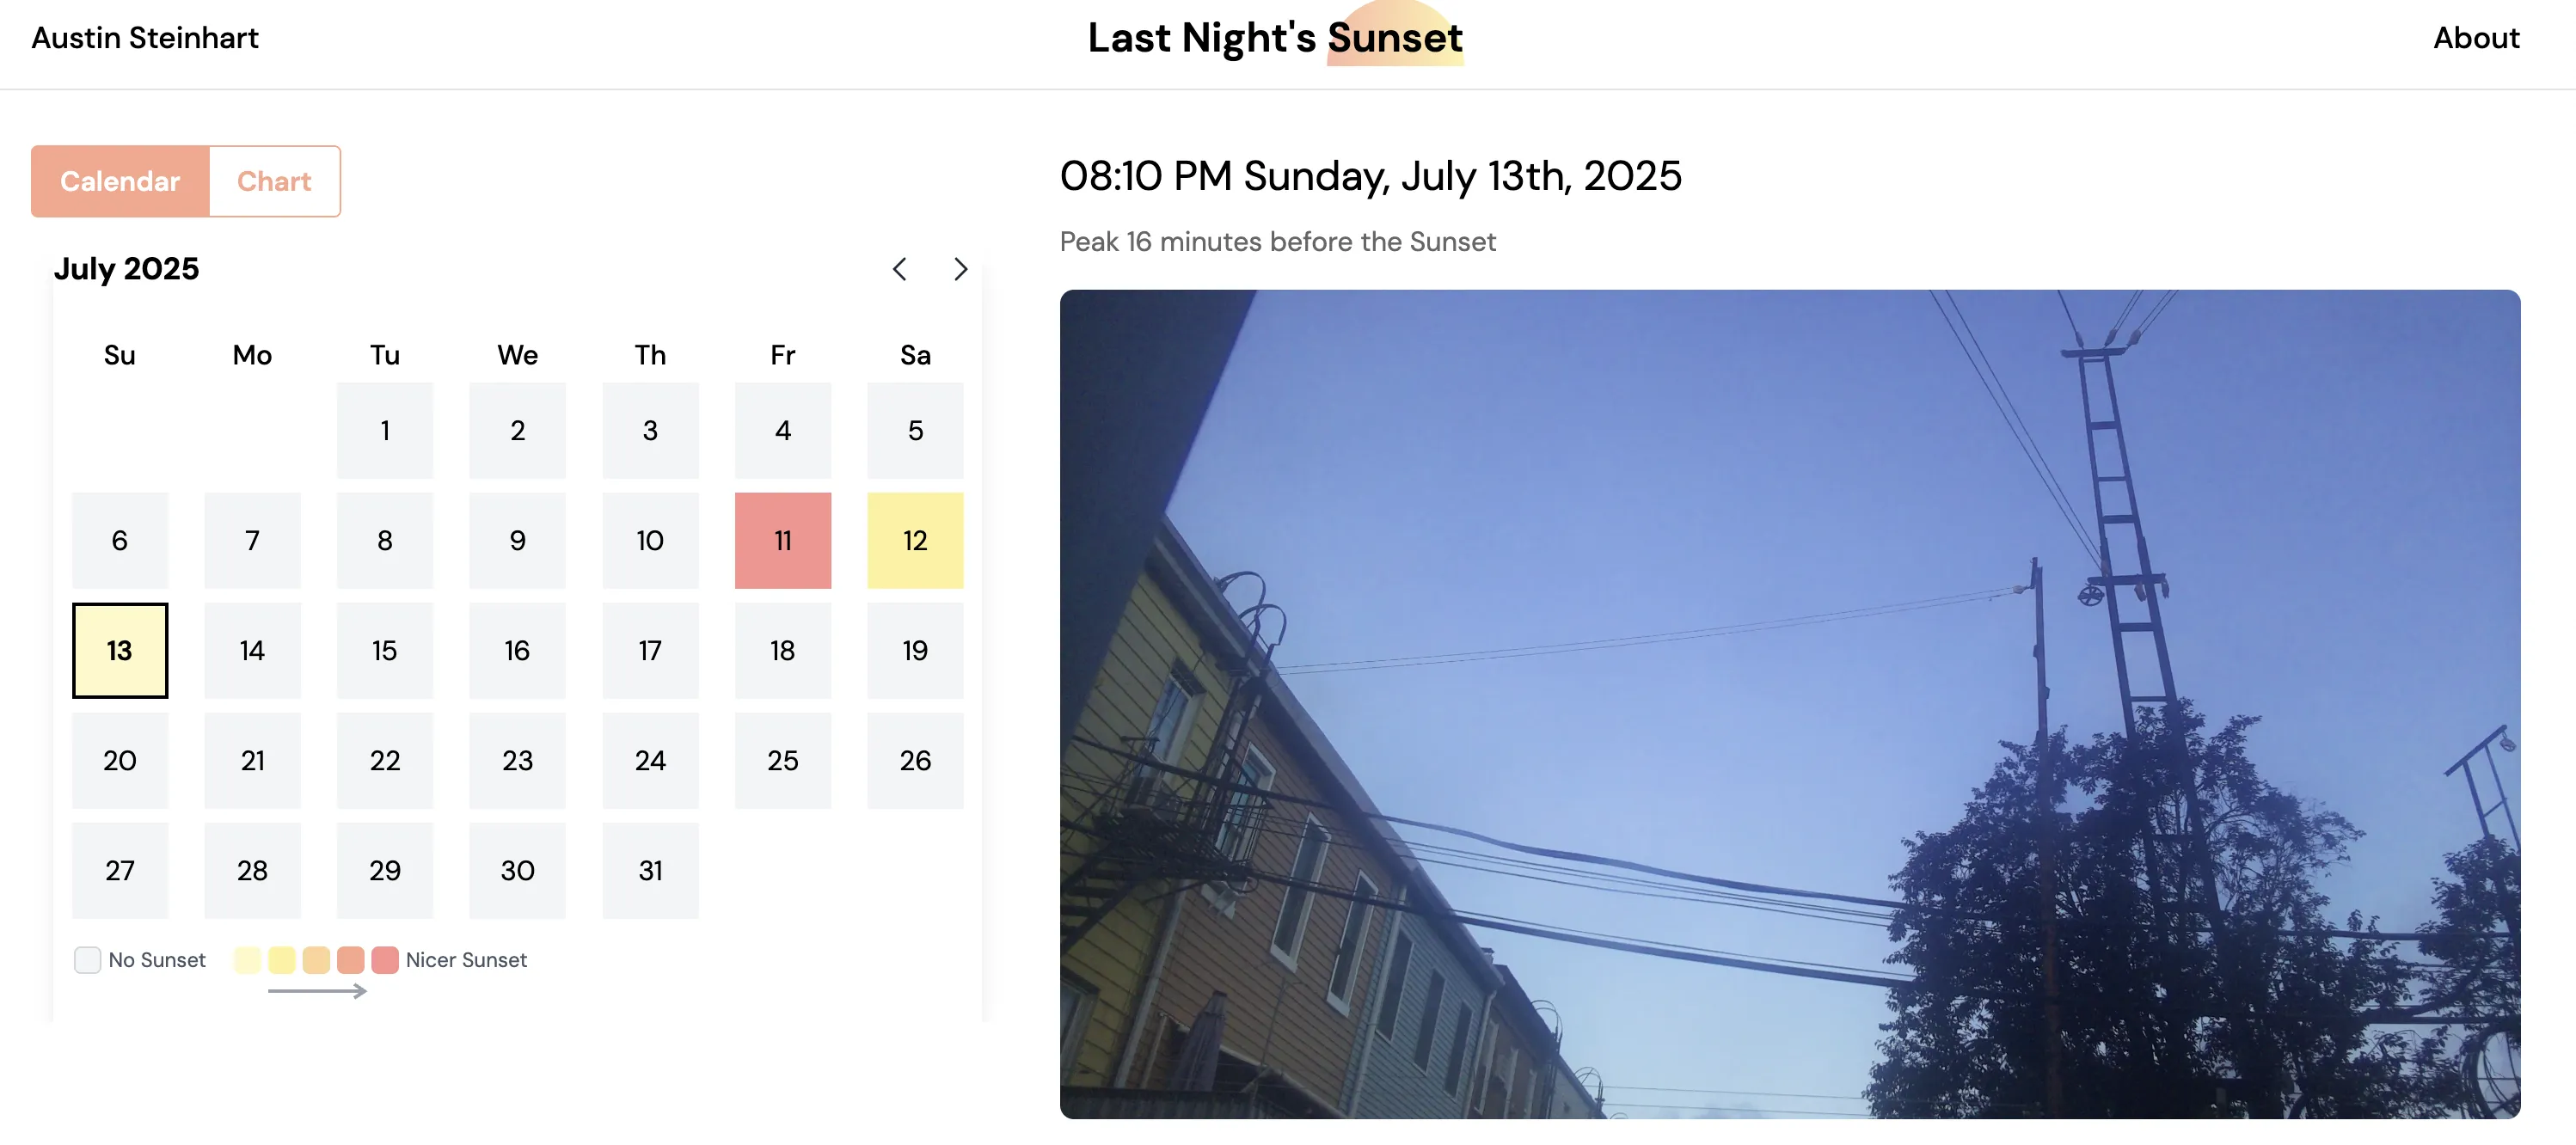 Austin Steinhart
Last Night's Sunset
About
Calendar
Chart
July 2025
Su Mo Tu We Th Fr Sa
1 2 3 4 5
6 7 8 9 10 11 12
13 14 15 16 17 18 19
20 21 22 23 24 25 26
27 28 29 30 31
No Sunset
Nicer Sunset
08:10 PM Sunday, July 13th, 2025
Peak 16 minutes before the Sunset